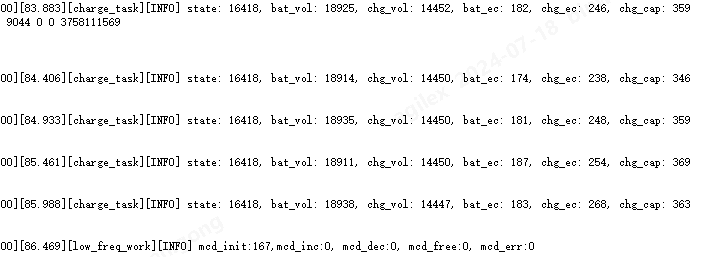 00][83.883][charge_task][INFO] state: 16418, bat_vol: 18925, chg_vol: 14452, bat_ec: 182, chg_ec: 246, chg_cap: 359
9044 0 0 3758111569
00][84.406][charge_task][INFO] state: 16418, bat_vol: 18914, chg_vol: 14450, bat_ec: 174, chg_ec: 238, chg_cap: 346
00][84.933][charge_task][INFO] state: 16418, bat_vol: 18935, chg_vol: 14450, bat_ec: 181, chg_ec: 248, chg_cap: 359
00][85.461][charge_task][INFO] state: 16418, bat_vol: 18911, chg_vol: 14450, bat_ec: 187, chg_ec: 254, chg_cap: 369
00][85.988][charge_task][INFO] state: 16418, bat_vol: 18938, chg_vol: 14447, bat_ec: 183, chg_ec: 268, chg_cap: 363
00][86.469][low_freq_work][INFO] mcd_init:167,mcd_inc:0, mcd_dec:0, mcd_free:0, mcd_err:0